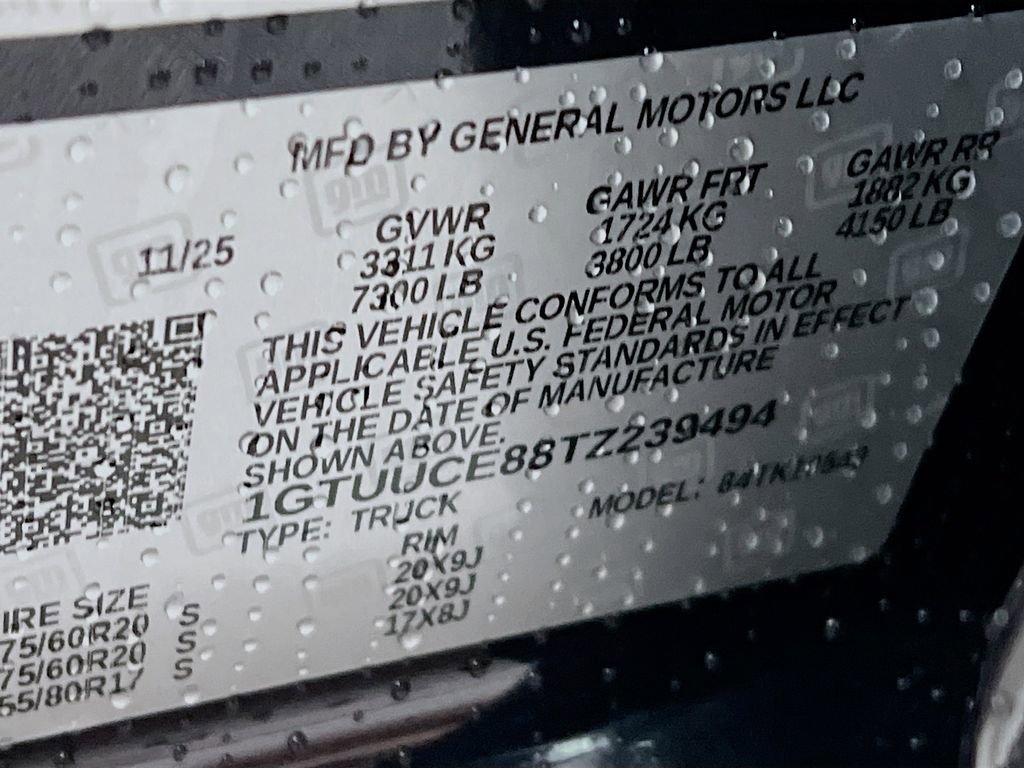 MFD BY GENERAL MOTORS LLC
11/25 GVWR GAWR FRT GAWR RR
3311 KG 1724 KG 1882 KG
7300 LB 3800 LB 4150 LB
THIS VEHICLE CONFORMS TO ALL
APPLICABLE U.S. FEDERAL MOTOR
VEHICLE SAFETY STANDARDS IN EFFECT
ON THE DATE OF MANUFACTURE
SHOWN ABOVE.
1GTUUCE88TZ239494
TYPE: TRUCK MODEL:
IRE SIZE RIM
75/60R20 S 20X9J
75/60R20 S 20X9J
55/80R17 S 17X8J